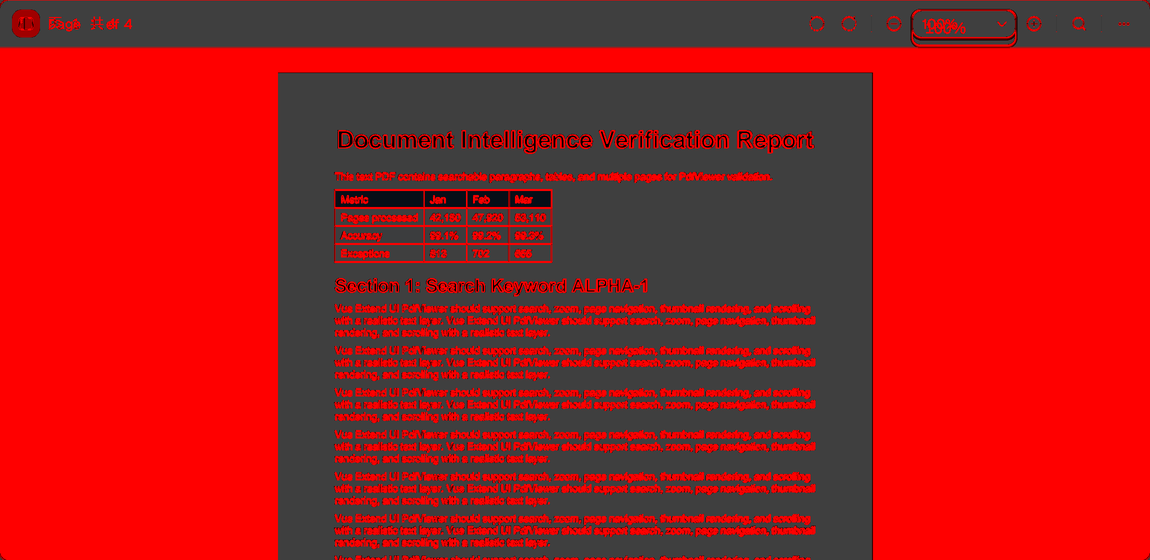 Page of 4
100%
Document Intelligence Verification Report
This test PDF contains searchable paragraphs, tables, and multiple pages for PdfViewer validation.
Metric Jan Feb Mar
Pages processed 47,920
Accuracy 99.1% 99.2%
Exceptions 702
Section 1: Search Keyword ALPHA-1
Vue Extend UI PdfViewer should support search, zoom, page navigation, thumbnail rendering, and scrolling
with a realistic text layer. Vue Extend UI PdfViewer should support search, zoom, page navigation, thumbnail
rendering, and scrolling with a realistic text layer.
Vue Extend UI PdfViewer should support search, zoom, page navigation, thumbnail rendering, and scrolling
with a realistic text layer. Vue Extend UI PdfViewer should support search, zoom, page navigation, thumbnail
rendering, and scrolling with a realistic text layer.
Vue Extend UI PdfViewer should support search, zoom, page navigation, thumbnail rendering, and scrolling
with a realistic text layer. Vue Extend UI PdfViewer should support search, zoom, page navigation, thumbnail
rendering, and scrolling with a realistic text layer.
Vue Extend UI PdfViewer should support search, zoom, page navigation, thumbnail rendering, and scrolling
with a realistic text layer. Vue Extend UI PdfViewer should support search, zoom, page navigation, thumbnail
rendering, and scrolling with a realistic text layer.
Vue Extend UI PdfViewer should support search, zoom, page navigation, thumbnail rendering, and scrolling
with a realistic text layer. Vue Extend UI PdfViewer should support search, zoom, page navigation, thumbnail
rendering, and scrolling with a realistic text layer.
Vue Extend UI PdfViewer should support search, zoom, page navigation, thumbnail rendering, and scrolling
with a realistic text layer. Vue Extend UI PdfViewer should support search, zoom, page navigation, thumbnail
rendering, and scrolling with a realistic text layer.